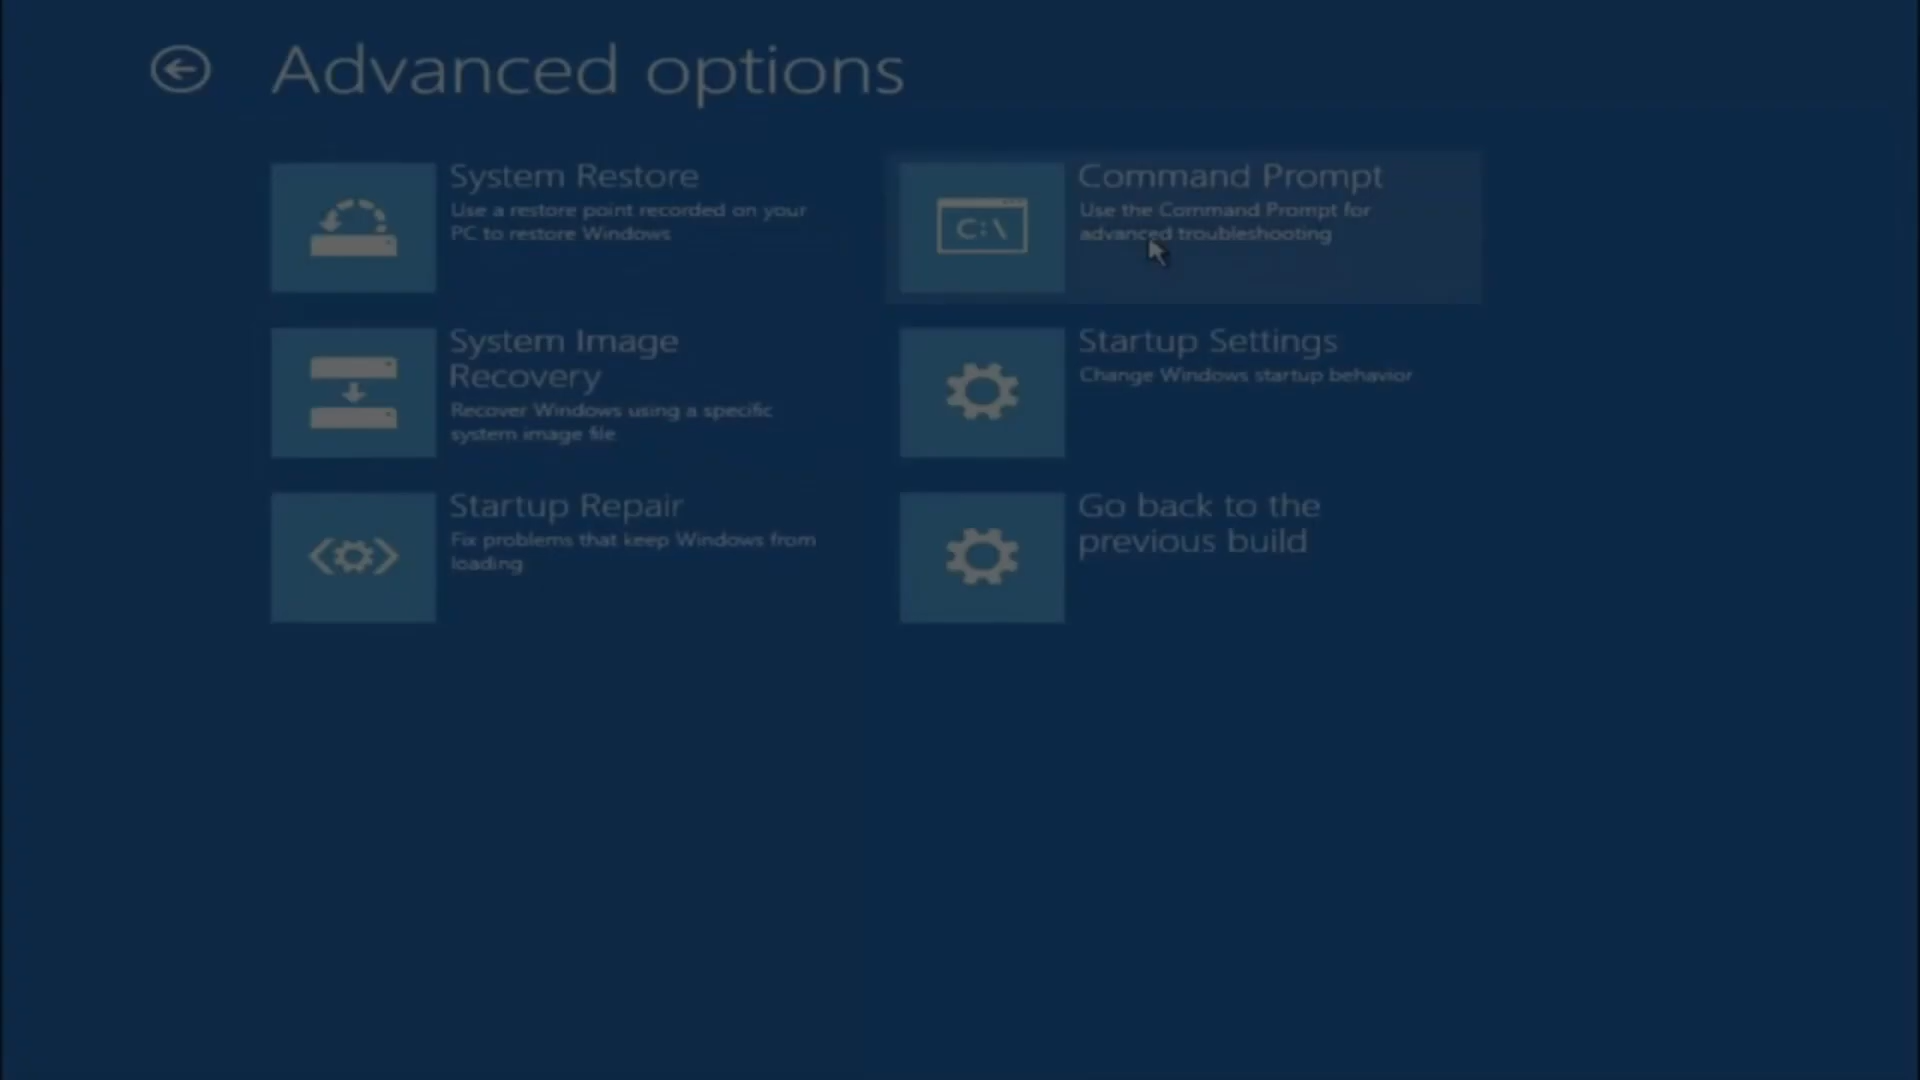 Advanced options
System Restore
Use a restore point recorded on your
PC to restore Windows
Command Prompt
Use the Command Prompt for
advanced troubleshooting
C:\
System Image
Recovery
Recover Windows using a specific
system image file
Startup Settings
Change Windows startup behavior
Startup Repair
Fix problems that keep Windows from
loading
Go back to the
previous build